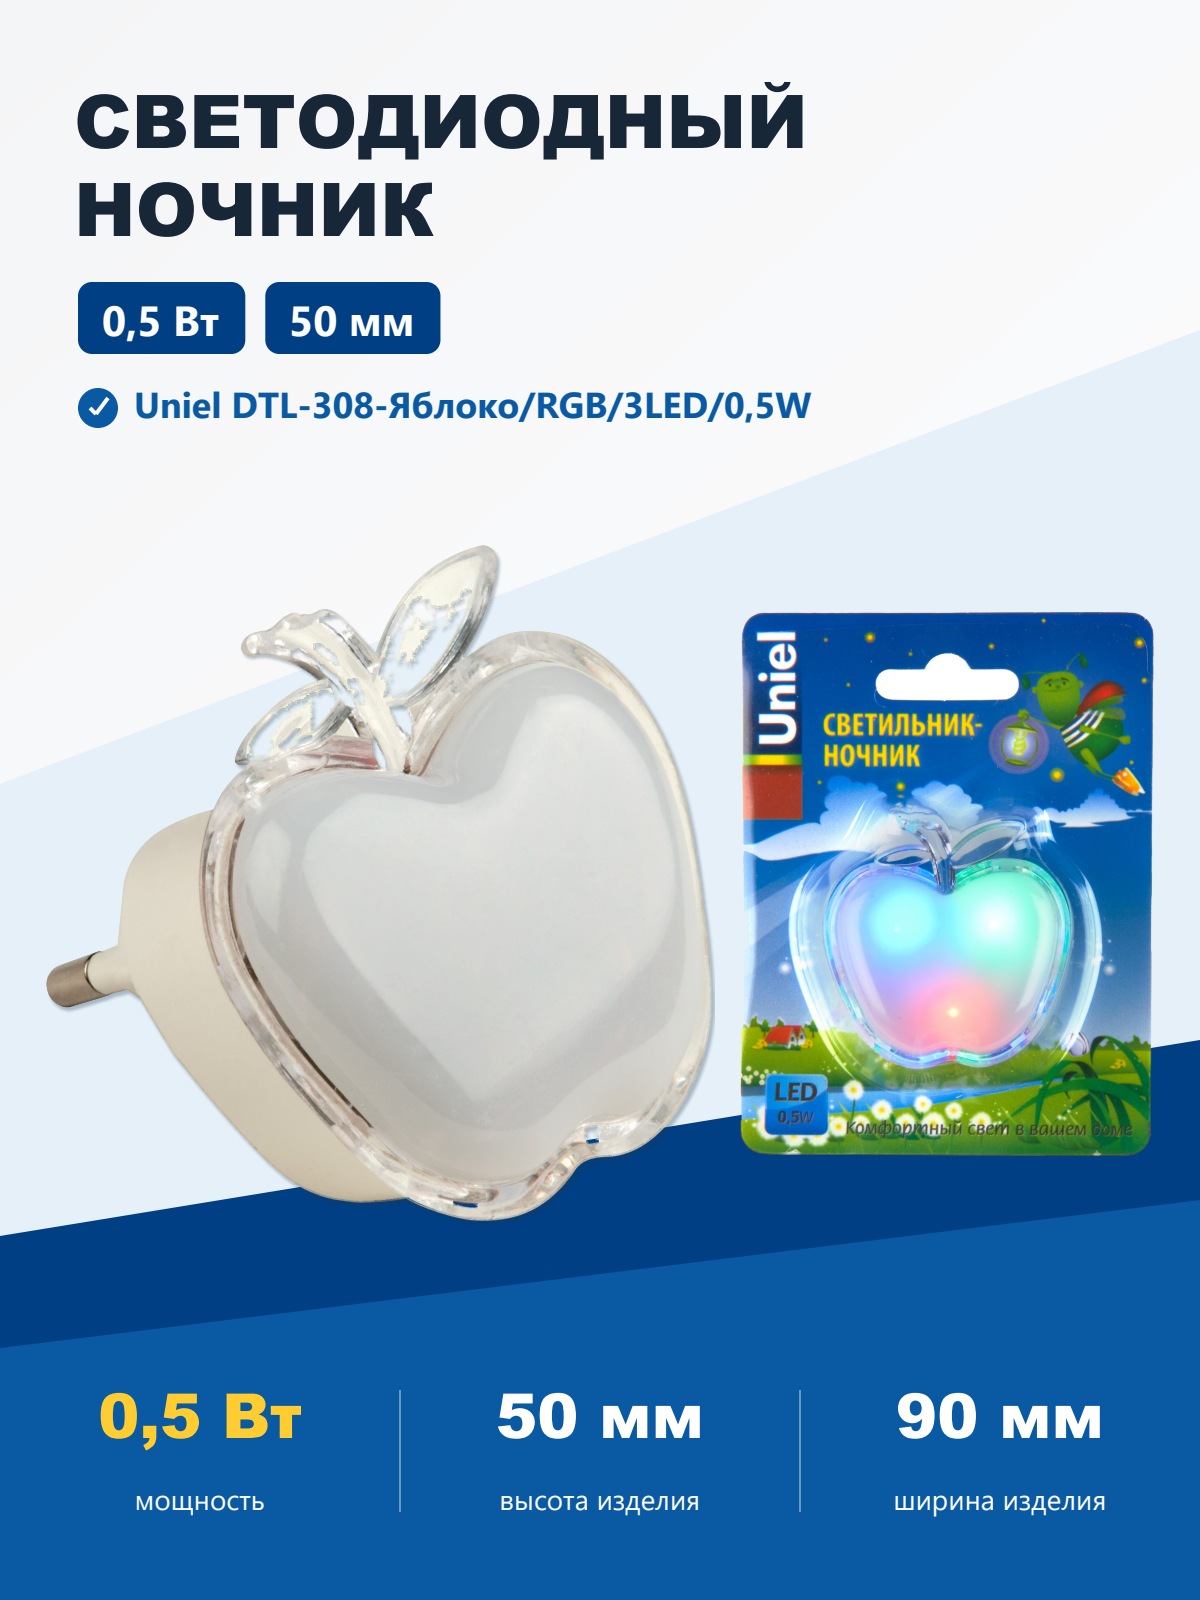 СВЕТОДИОДНЫЙ
НОЧНИК
0,5 Вт
50 мм
Uniel DTL-308-Яблоко/RGB/3LED/0,5W
Uniel
СВЕТИЛЬНИК-
НОЧНИК
LED
0,5W
Комфортный свет в вашем доме
0,5 Вт
мощность
50 мм
высота изделия
90 мм
ширина изделия